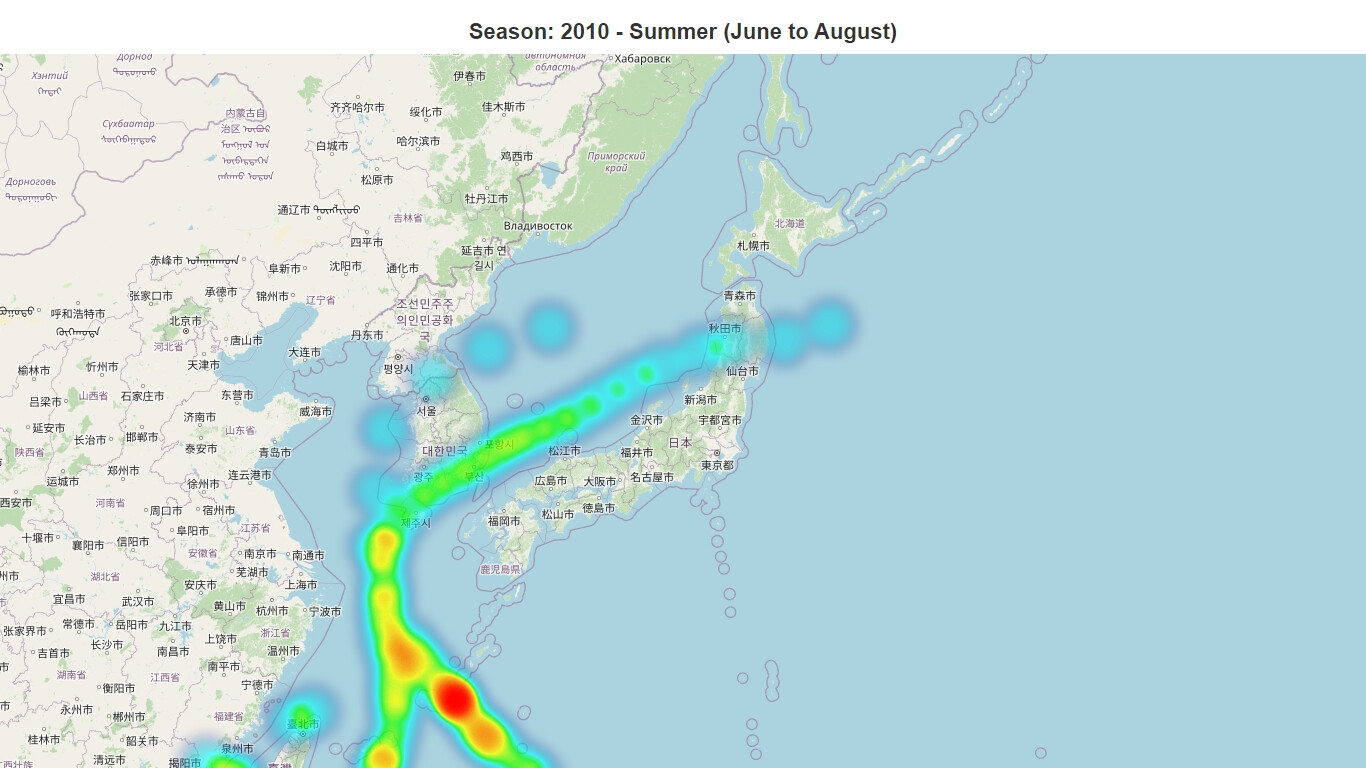 Season: 2010 - Summer (June to August)
Дорнод
автономная
область
Хабаровск
Хэнтий
伊春市
齐齐哈尔市
绥化市
佳木斯市
内蒙古自
治区
Сүхбаатар
白城市
哈尔滨市
鸡西市
Приморский
край
松原市
Дорноговь
牡丹江市
通辽市
吉林省
Владивосток
北海道
四平市
札幌市
延吉市 연
길시
赤峰市
阜新市
沈阳市
通化市
张家口市
承德市
锦州市
辽宁省
조선민주주
의인민공화
국
青森市
呼和浩特市
北京市
秋田市
丹东市
唐山市
河北省
大连市
天津市
평양시
榆林市
忻州市
仙台市
吕梁市
山西省
石家庄市
东营市
新潟市
济南市
威海市
서울
延安市
长治市
邯郸市
山东省
金沢市
宇都宮市
陕西省
泰安市
青岛市
대한민국
포항시
松江市
福井市
日本
郑州市
东京都
运城市
徐州市
连云港市
광주
부산
広島市
大阪市
名古屋市
西安市
河南省
周口市
宿州市
松山市
徳島市
제주시
福岡市
十堰市
襄阳市
信阳市
阜阳市
江苏省
安徽省
南京市
南通市
鹿児島県
州市
湖北省
芜湖市
安庆市
上海市
宜昌市
武汉市
黄山市
杭州市
宁波市
张家界市
常德市
岳阳市
九江市
浙江省
长沙市
上饶市
吉首市
南昌市
温州市
湖南省
江西省
南平市
衡阳市
宁德市
永州市
郴州市
福建省
臺北市
桂林市
韶关市
泉州市
清远市
揭阳市
臺灣